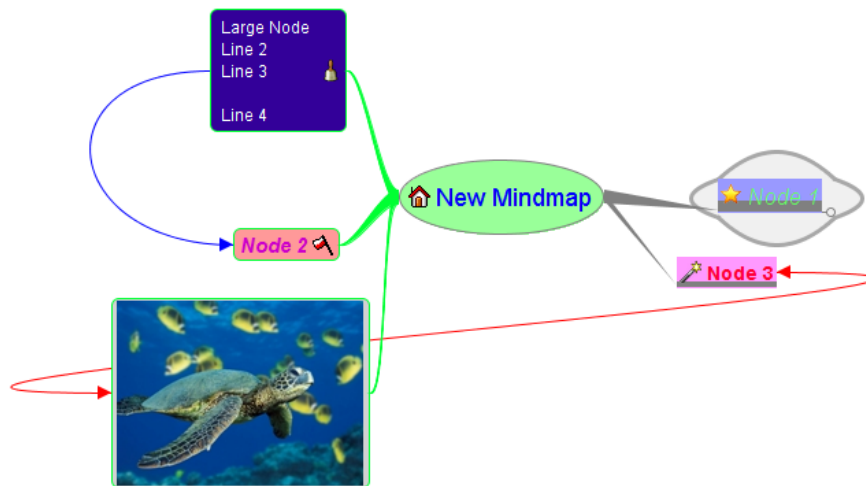 Large Node
Line 2
Line 3
Line 4
New Mindmap
Node 1
Node 2
Node 3